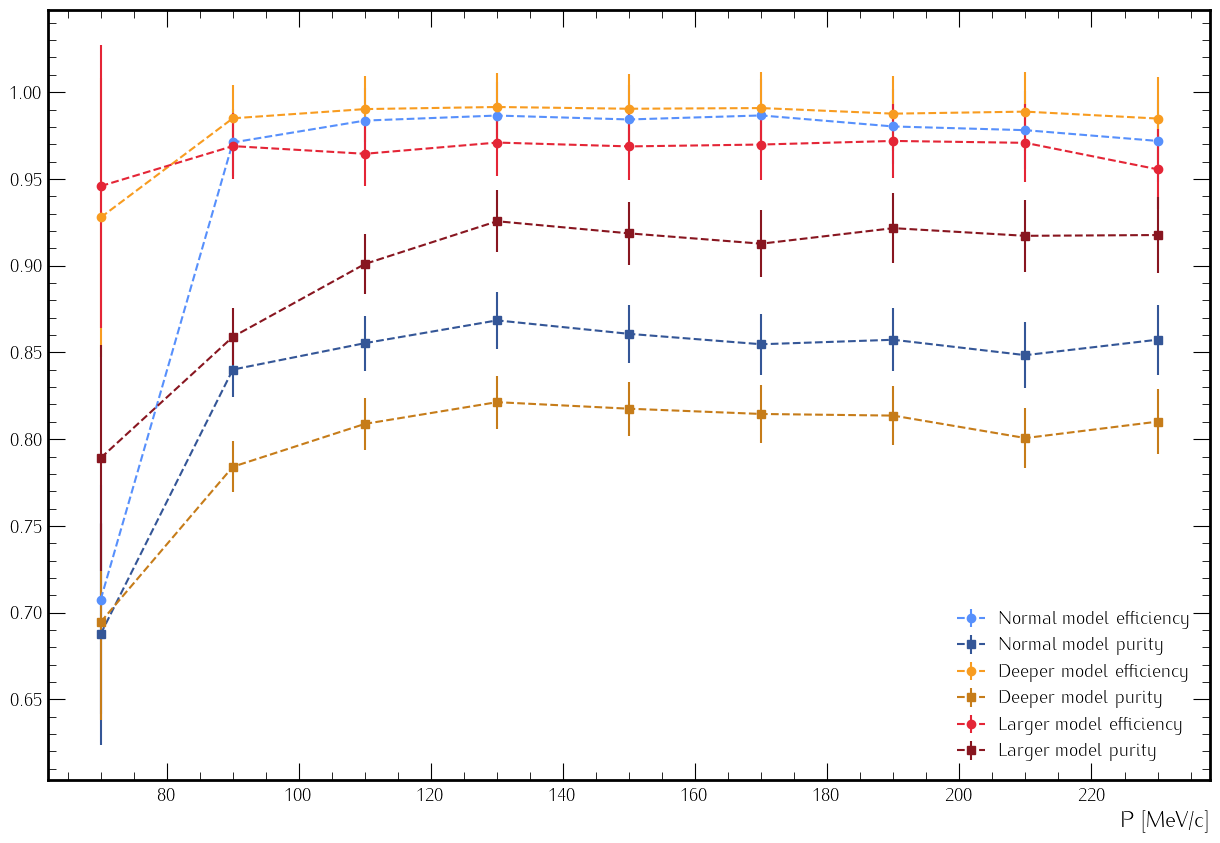 1.00
0.95
0.90
0.85
0.80
0.75
0.70
0.65
Normal model efficiency
Normal model purity
Deeper model efficiency
Deeper model purity
Larger model efficiency
Larger model purity
80 100 120 140 160 180 200 220
P [MeV/c]